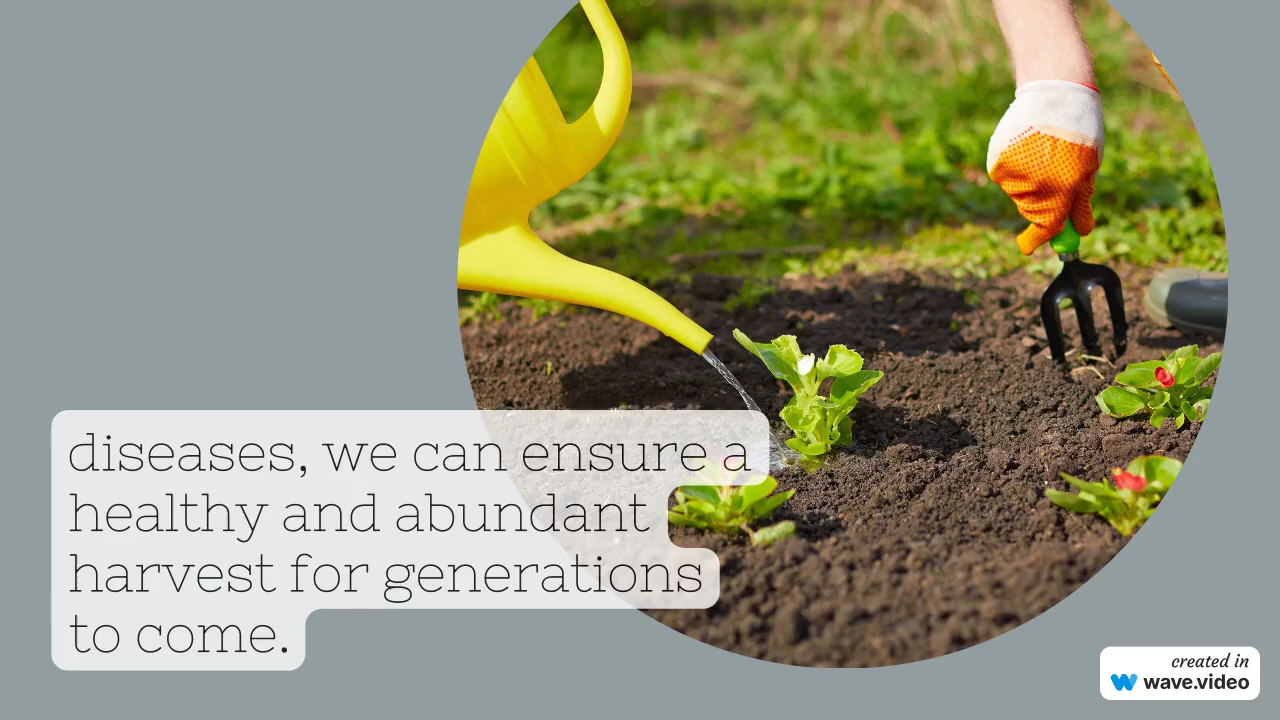 diseases, we can ensure a
healthy and abundant
harvest for generations
to come.
created in
wave.video